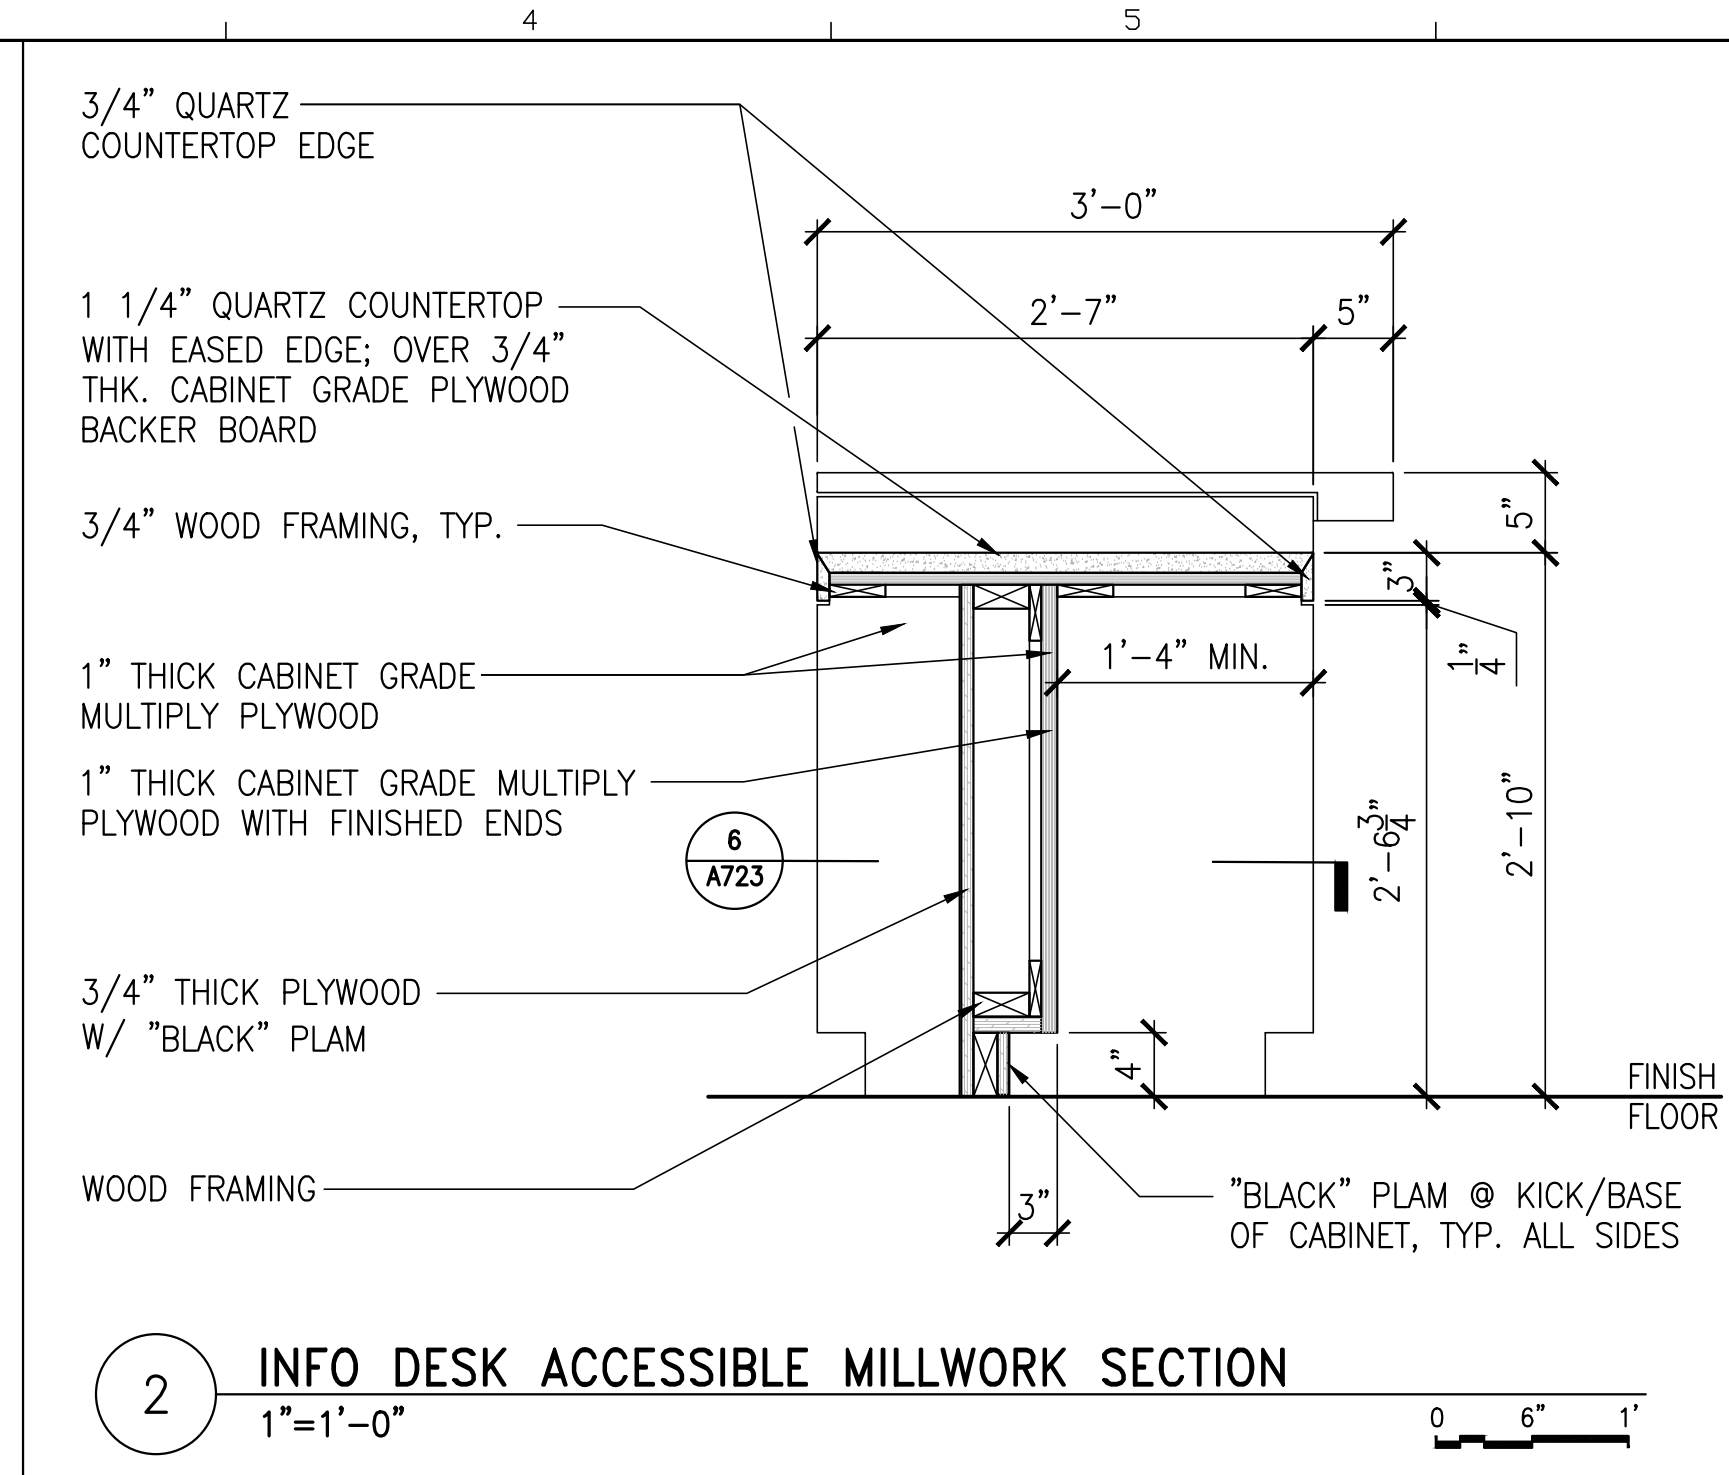 4
5
3/4" QUARTZ
COUNTERTOP EDGE
3'-0"
2'-7"
5"
1 1/4" QUARTZ COUNTERTOP
WITH EASED EDGE; OVER 3/4"
THK. CABINET GRADE PLYWOOD
BACKER BOARD
3/4" WOOD FRAMING, TYP.
5"
3"
1/4"
1" THICK CABINET GRADE
MULTIPLY PLYWOOD
1'-4" MIN.
1" THICK CABINET GRADE MULTIPLY
PLYWOOD WITH FINISHED ENDS
6
A723
2'-6 3/4"
2'-10"
3/4" THICK PLYWOOD
W/ "BLACK" PLAM
4"
FINISH
FLOOR
WOOD FRAMING
3"
"BLACK" PLAM @ KICK/BASE
OF CABINET, TYP. ALL SIDES
2
INFO DESK ACCESSIBLE MILLWORK SECTION
1"=1'-0"
0 6" 1'